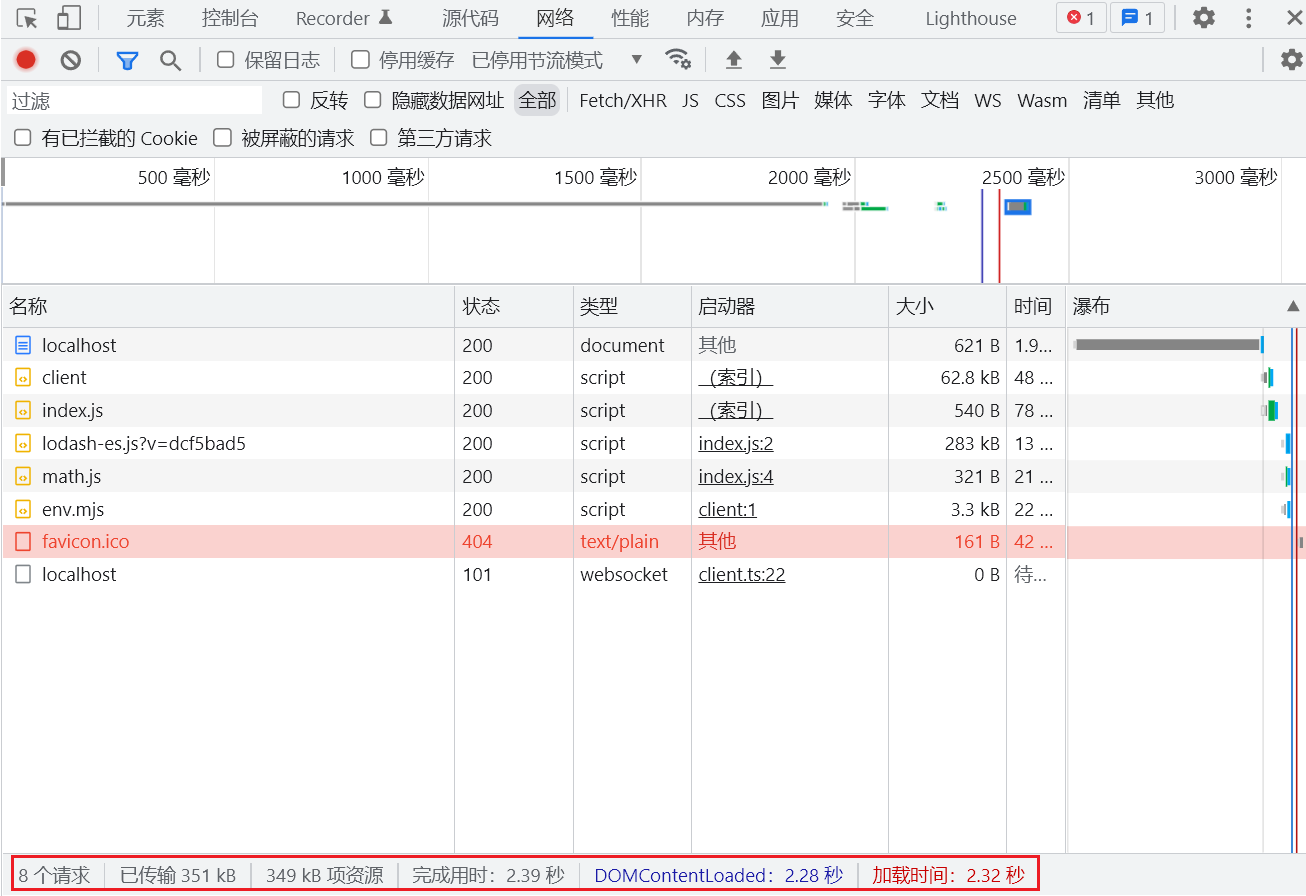 元素 控制台 Recorder 源代码 网络 性能 内存 应用 安全 Lighthouse 1 1
保留日志 停用缓存 已停用节流模式
过滤 反转 隐藏数据网址 全部 Fetch/XHR JS CSS 图片 媒体 字体 文档 WS Wasm 清单 其他
有已拦截的 Cookie 被屏蔽的请求 第三方请求
500 毫秒 1000 毫秒 1500 毫秒 2000 毫秒 2500 毫秒 3000 毫秒
名称 状态 类型 启动器 大小 时间 瀑布
localhost 200 document 其他 621 B 1.9...
client 200 script （索引） 62.8 kB 48 ...
index.js 200 script （索引） 540 B 78 ...
lodash-es.js?v=dcf5bad5 200 script index.js:2 283 kB 13 ...
math.js 200 script index.js:4 321 B 21 ...
env.mjs 200 script client:1 3.3 kB 22 ...
favicon.ico 404 text/plain 其他 161 B 42 ...
localhost 101 websocket client.ts:22 0 B 待...
8 个请求 已传输 351 kB 349 kB 项资源 完成用时：2.39 秒 DOMContentLoaded：2.28 秒 加载时间：2.32 秒